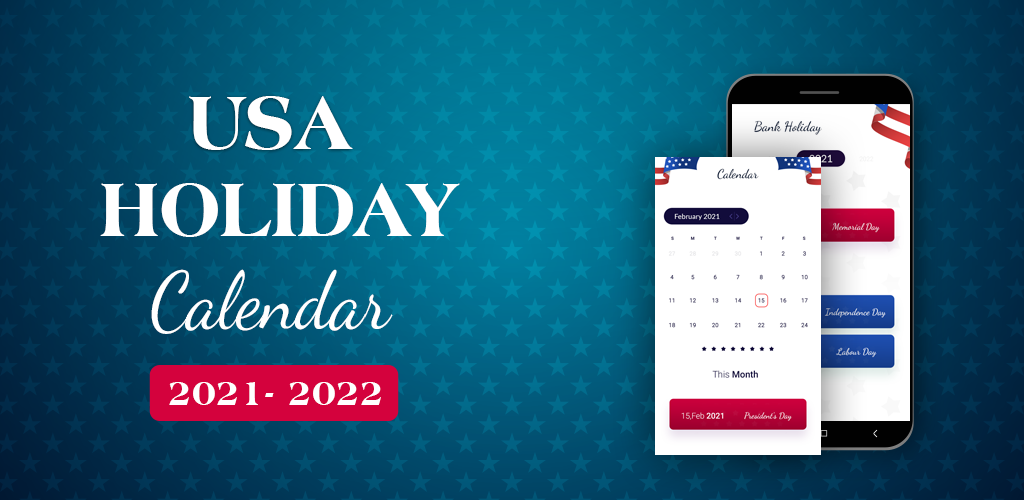 USA
HOLIDAY
Calendar
2021- 2022
Bank Holiday
2021
Memorial Day
Independence Day
Labour Day
Calendar
February 2021
S M T W T F S
27 28 29 30 1 2 3
4 5 6 7 8 9 10
11 12 13 14 15 16 17
18 19 20 21 22 23 24
This Month
15,Feb 2021 President's Day